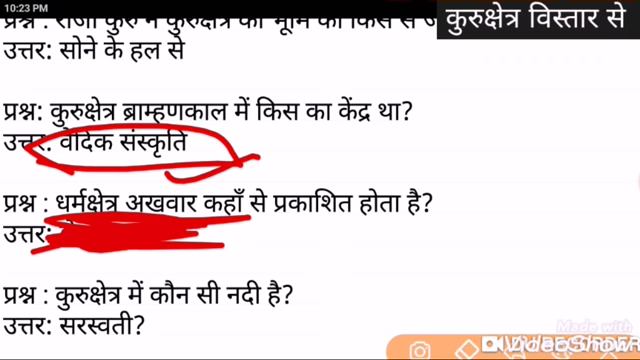 10:23 PM
कुरुक्षेत्र विस्तार से
प्रश्न : राजा कुरु न कुरुक्षेत्र की भूमि को किस से
उत्तर: सोने के हल से
प्रश्न: कुरुक्षेत्र ब्राम्हणकाल में किस का केंद्र था?
उत्तर: वेदिक संस्कृति
प्रश्न : धर्मक्षेत्र अखवार कहाँ से प्रकाशित होता है?
उत्तर:
प्रश्न : कुरुक्षेत्र में कौन सी नदी है?
उत्तर: सरस्वती?
Made with
VideoShow